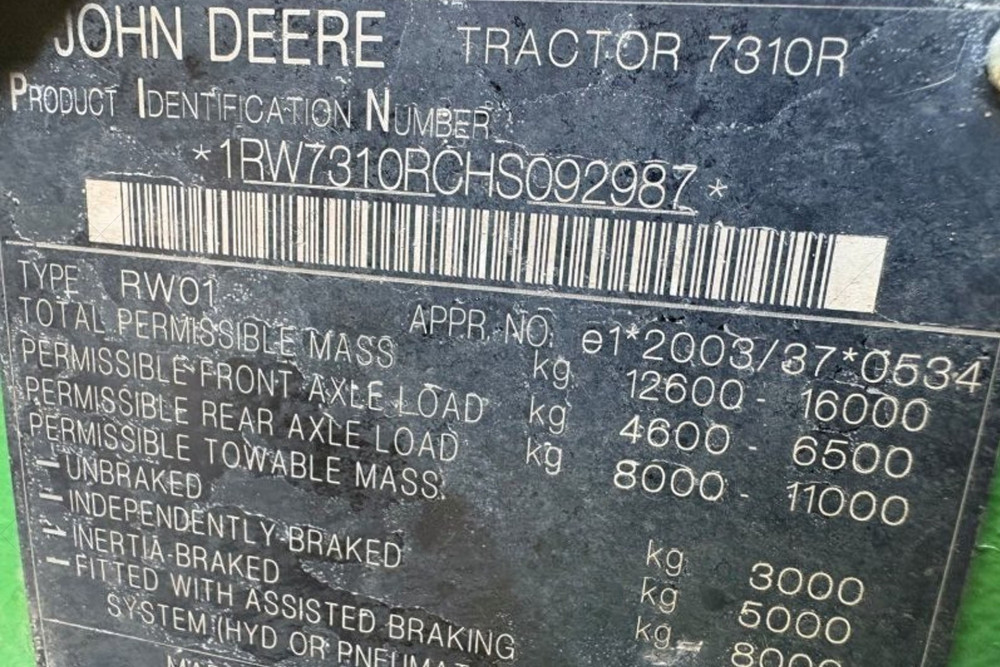 JOHN DEERE TRACTOR 7310R
PRODUCT IDENTIFICATION NUMBER
*1RW7310RCHS092987*
TYPE RW01 APPR. NO. e1*2003/37*0534
TOTAL PERMISSIBLE MASS kg 12600 - 16000
PERMISSIBLE FRONT AXLE LOAD kg 4600 - 6500
PERMISSIBLE REAR AXLE LOAD kg 8000 - 11000
PERMISSIBLE TOWABLE MASS
- UNBRAKED kg 3000
- INDEPENDENTLY BRAKED kg 5000
- INERTIA BRAKED kg 8000
- FITTED WITH ASSISTED BRAKING
SYSTEM (HYD OR